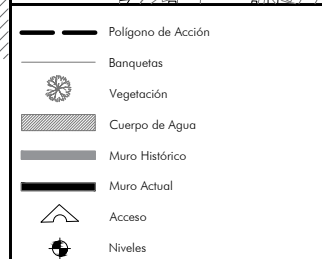 Polígono de Acción
Banquetas
Vegetación
Cuerpo de Agua
Muro Histórico
Muro Actual
Acceso
Niveles